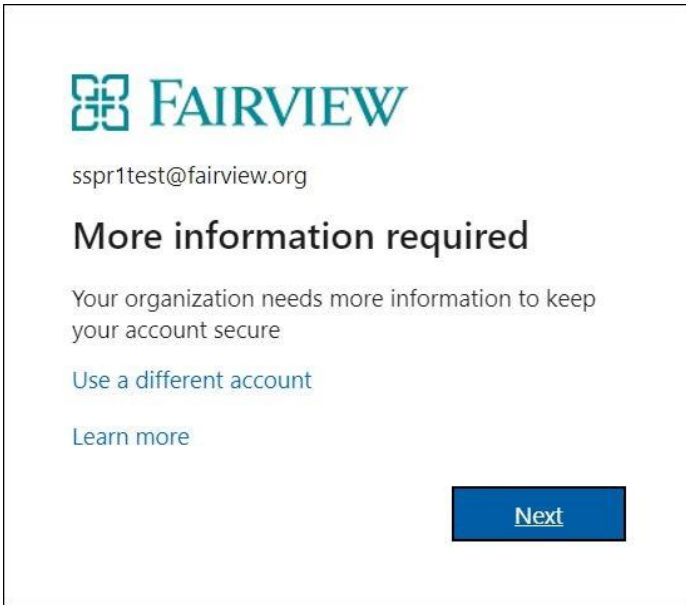 FAIRVIEW
sspr1test@fairview.org
More information required
Your organization needs more information to keep
your account secure
Use a different account
Learn more
Next